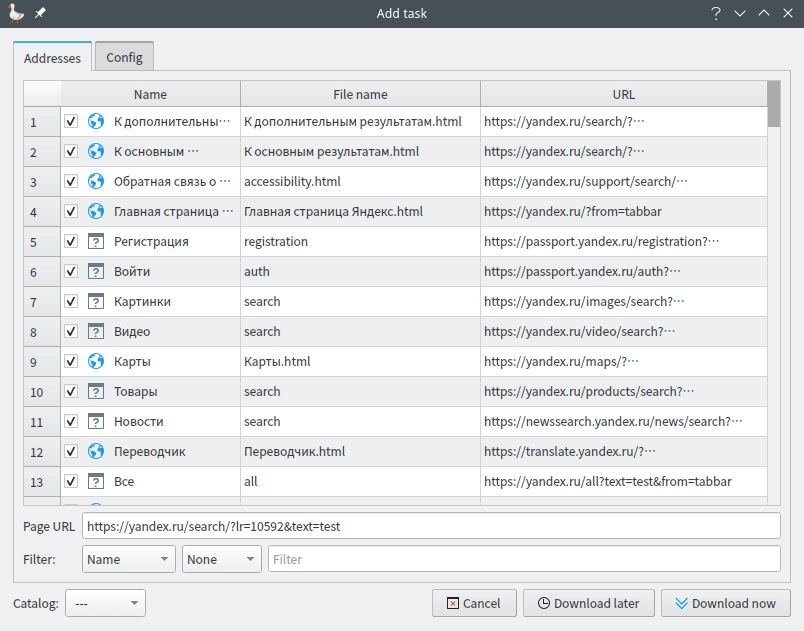 Add task
Addresses Config
Name File name URL
1 К дополнительны… К дополнительным результатам.html https://yandex.ru/search/?…
2 К основным … К основным результатам.html https://yandex.ru/search/?…
3 Обратная связь о … accessibility.html https://yandex.ru/support/search/…
4 Главная страница … Главная страница Яндекс.html https://yandex.ru/?from=tabbar
5 Регистрация registration https://passport.yandex.ru/registration?…
6 Войти auth https://passport.yandex.ru/auth?…
7 Картинки search https://yandex.ru/images/search?…
8 Видео search https://yandex.ru/video/search?…
9 Карты Карты.html https://yandex.ru/maps/?…
10 Товары search https://yandex.ru/products/search?…
11 Новости search https://newssearch.yandex.ru/news/search?…
12 Переводчик Переводчик.html https://translate.yandex.ru/?…
13 Все all https://yandex.ru/all?text=test&from=tabbar
Page URL https://yandex.ru/search/?lr=10592&text=test
Filter: Name None Filter
Catalog: --- Cancel Download later Download now